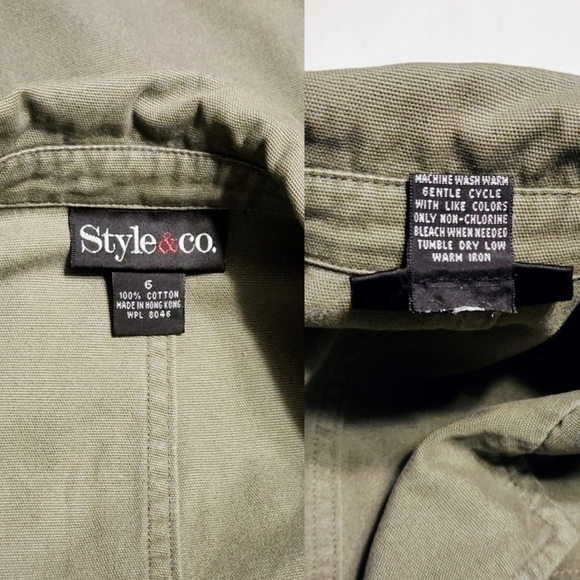 Style&co.
6
100% COTTON
MADE IN HONG KONG
WPL 8046
MACHINE WASH WARM
GENTLE CYCLE
WITH LIKE COLORS
ONLY NON-CHLORINE
BLEACH WHEN NEEDED
TUMBLE DRY LOW
WARM IRON